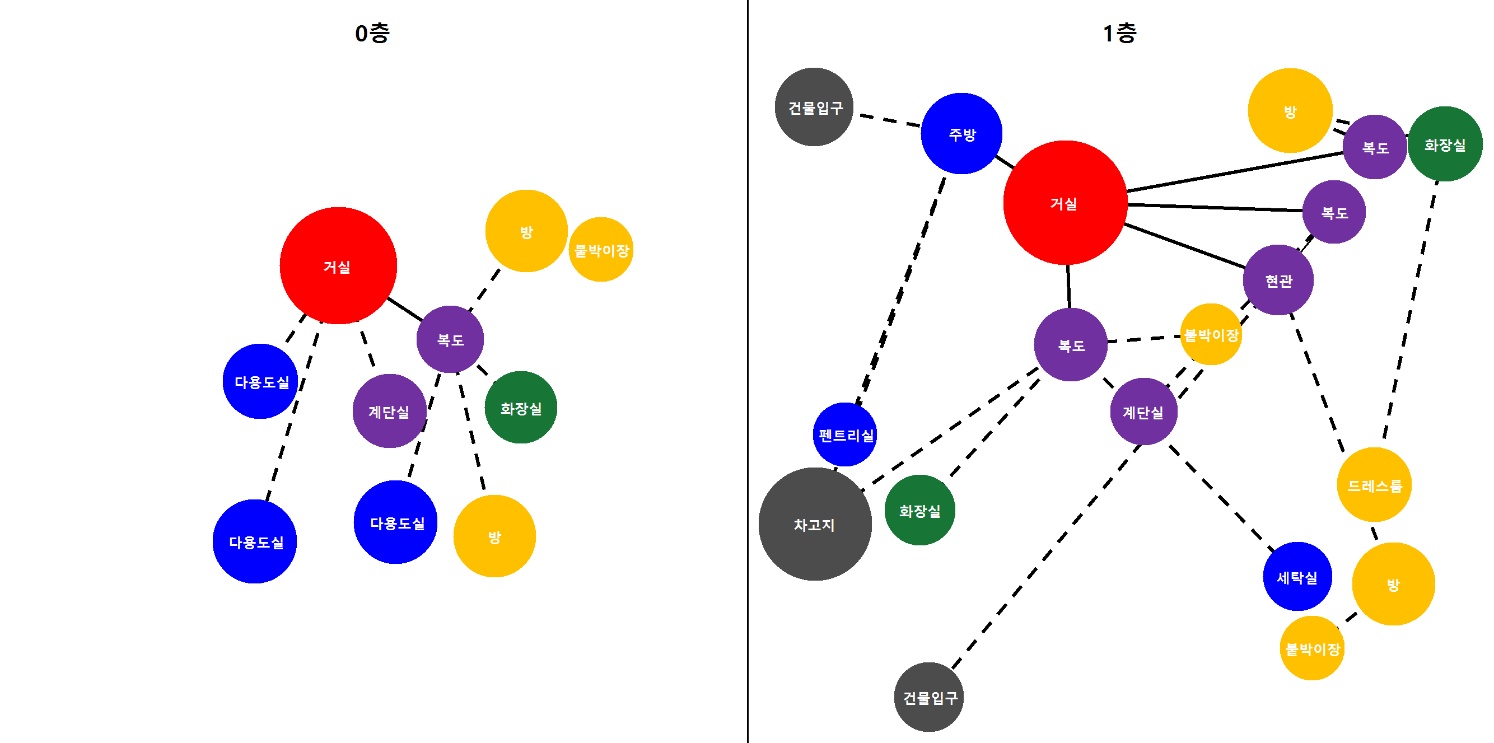 0층
방
붙박이장
거실
복도
다용도실
계단실
화장실
다용도실
다용도실
방
1층
건물입구
주방
방
복도
화장실
거실
복도
현관
붙박이장
복도
계단실
펜트리실
차고지
화장실
드레스룸
세탁실
방
붙박이장
건물입구